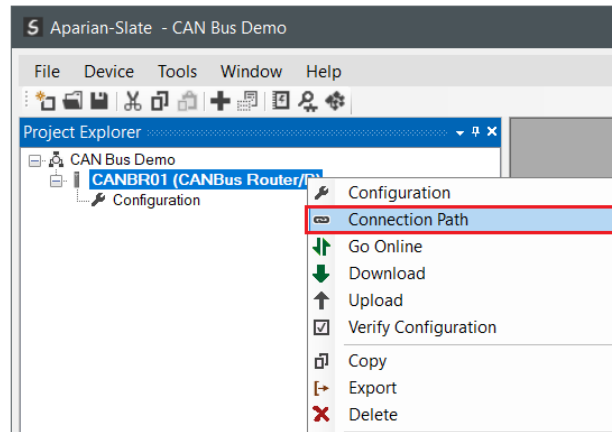 S Aparian-Slate - CAN Bus Demo
File Device Tools Window Help
Project Explorer
CAN Bus Demo
CANBR01 (CANBus Router/B)
Configuration
Configuration
Connection Path
Go Online
Download
Upload
Verify Configuration
Copy
Export
Delete